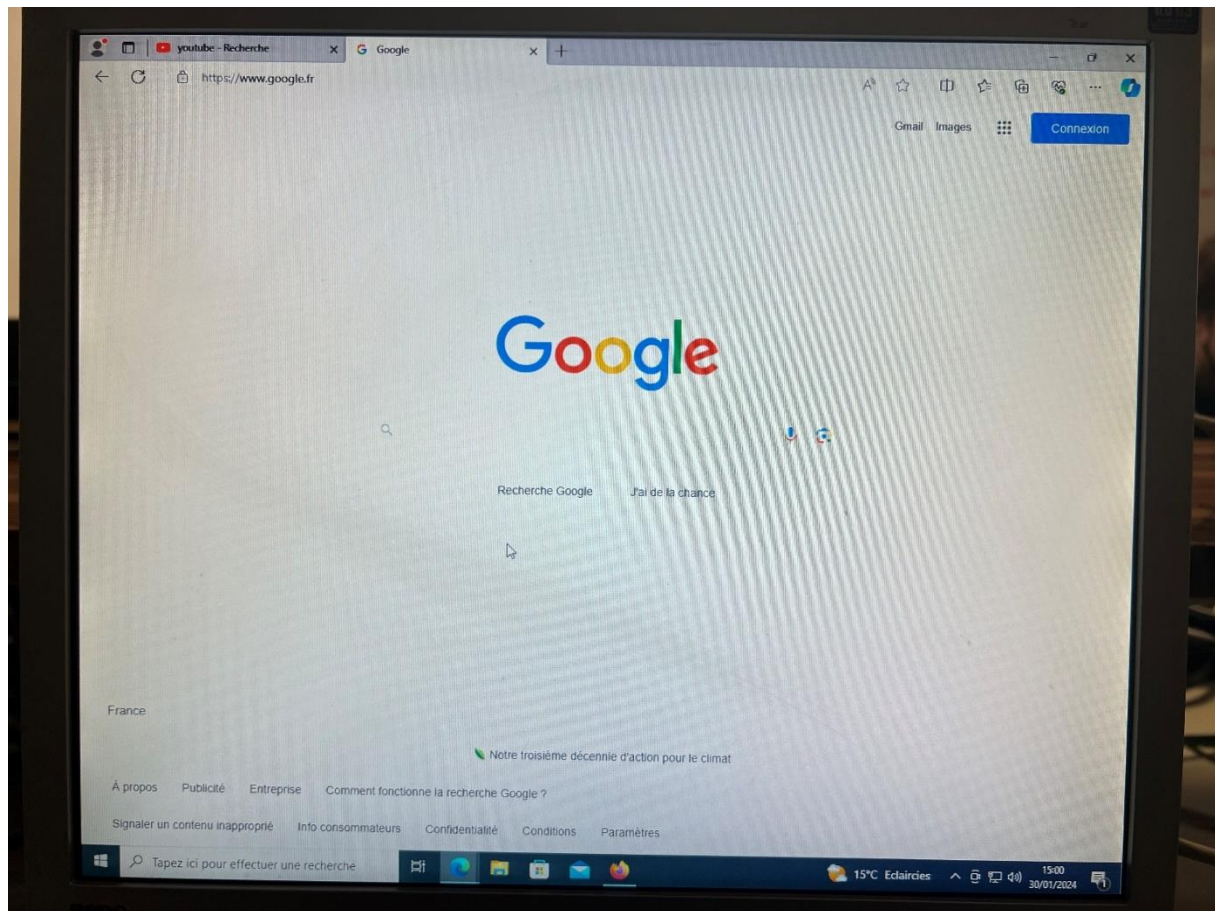 youtube - Recherche
Google
https://www.google.fr
Gmail Images
Connexion
Google
Recherche Google J'ai de la chance
France
Notre troisième décennie d'action pour le climat
À propos Publicité Entreprise Comment fonctionne la recherche Google ?
Signaler un contenu inapproprié Info consommateurs Confidentialité Conditions Paramètres
Tapez ici pour effectuer une recherche
15°C Eclaircies
15:00
30/01/2024
1